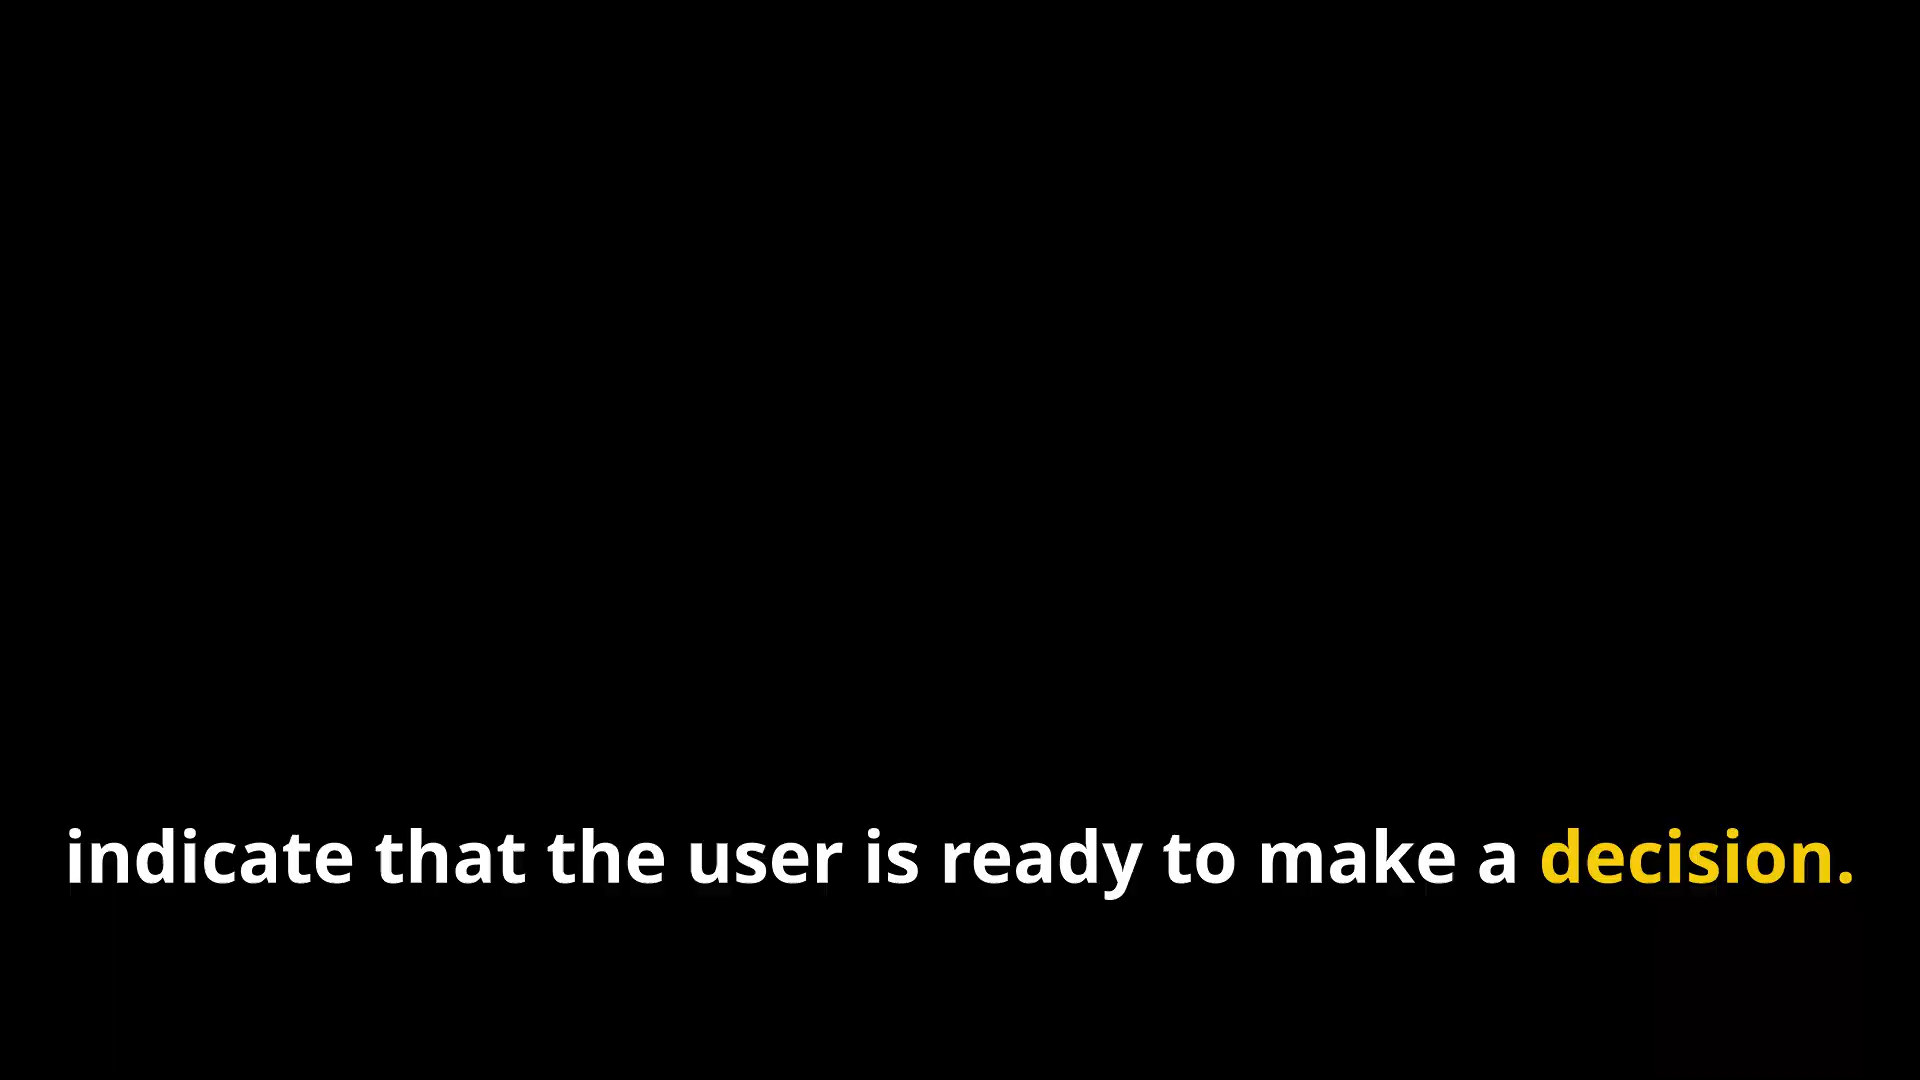 indicate that the user is ready to make a decision.